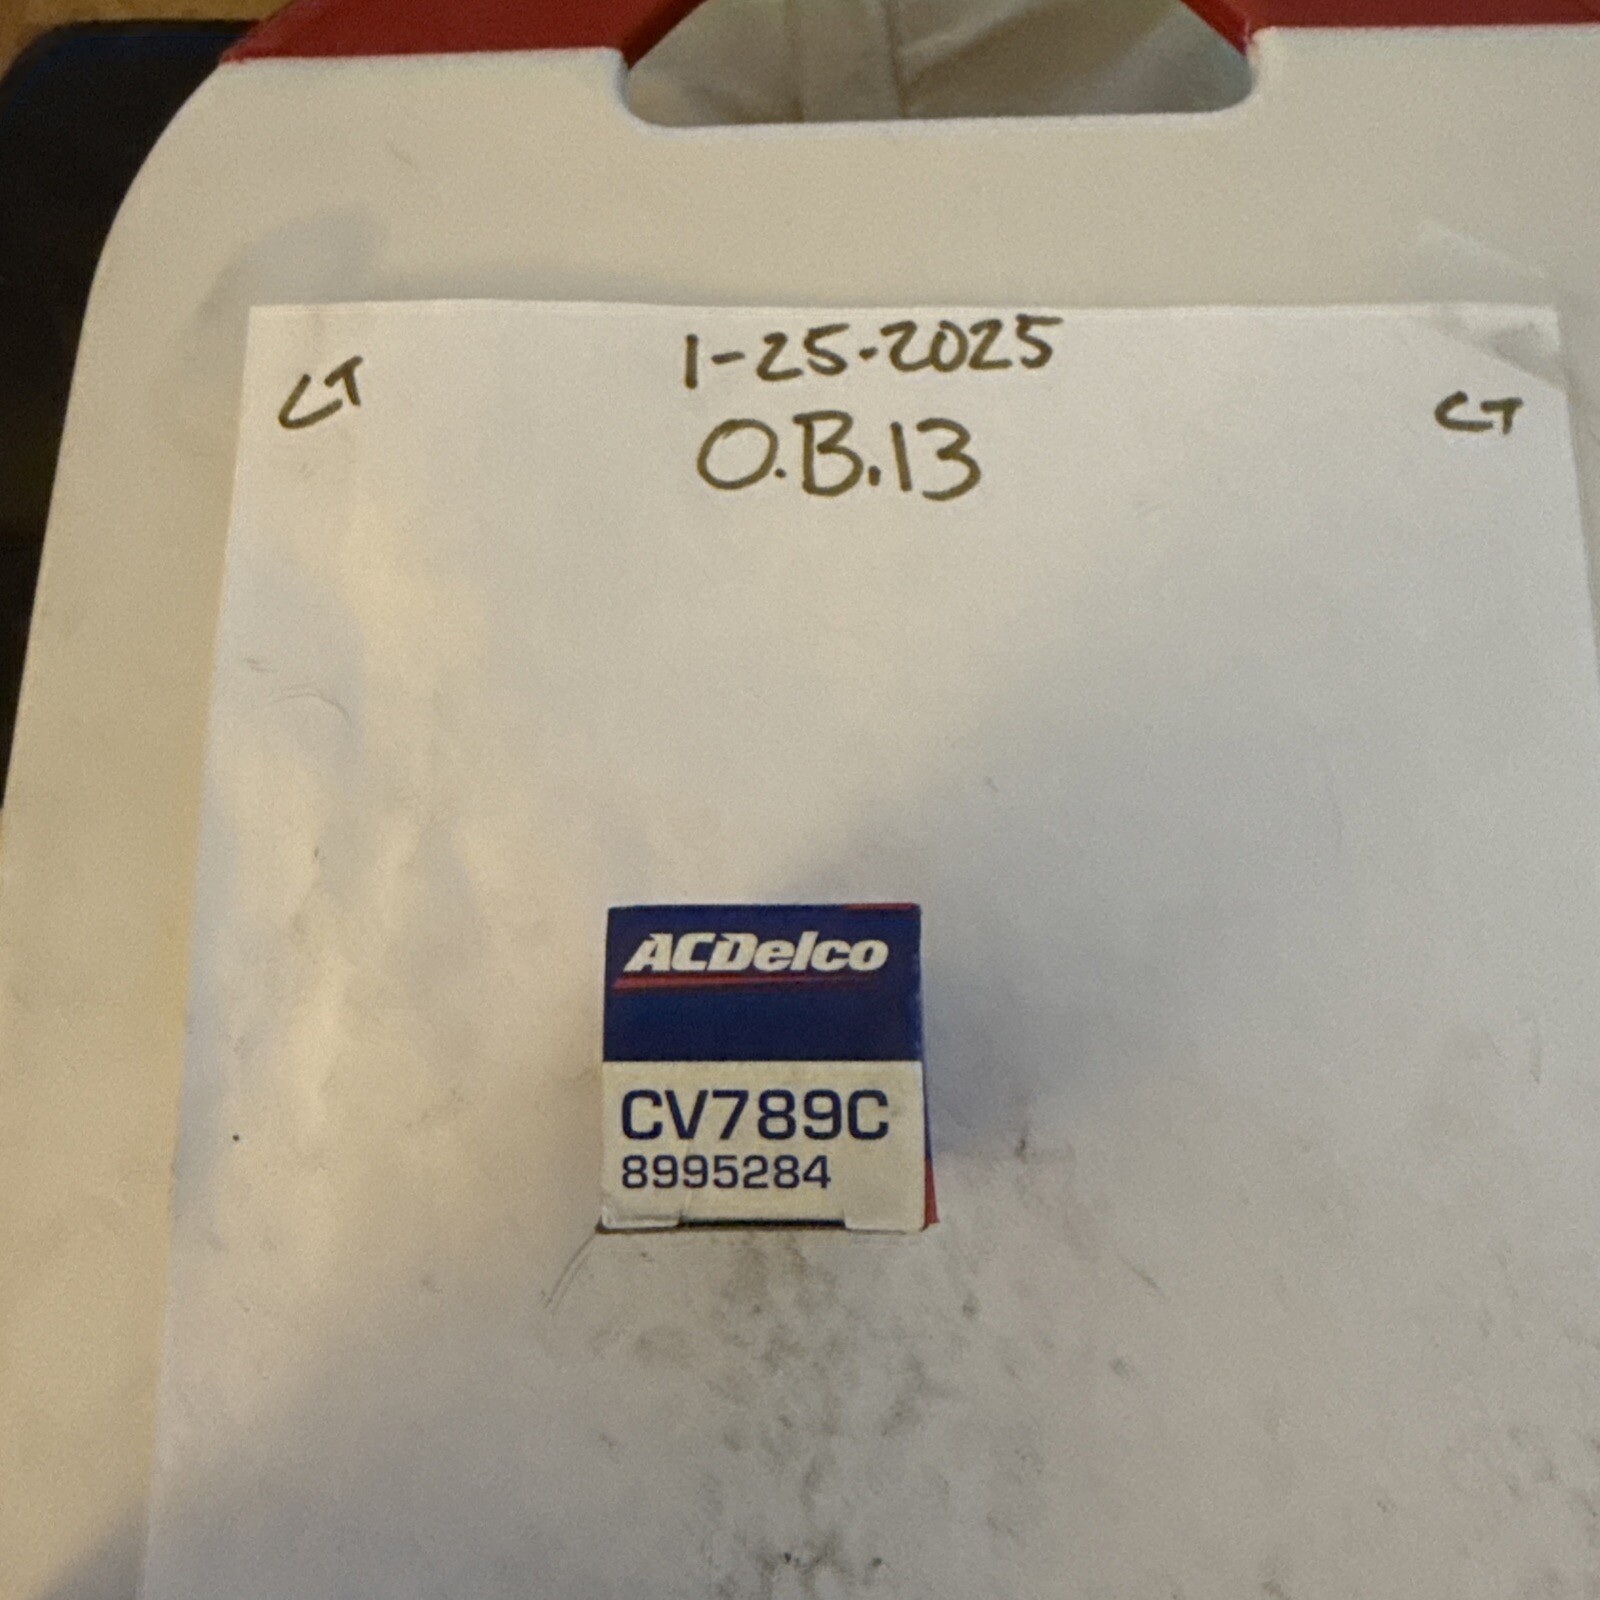 1-25-2025
CT
CT
O.B.13
ACDelco
CV789C
8995284